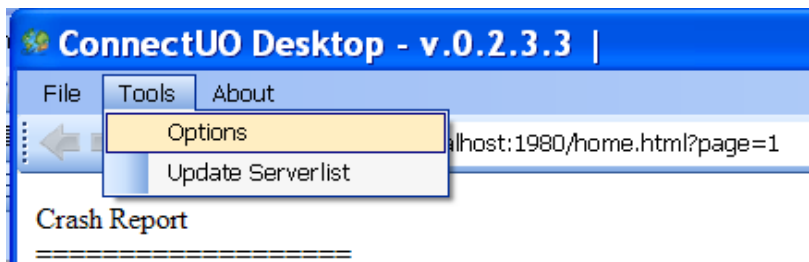 ConnectUO Desktop - v.0.2.3.3 |
File Tools About
Options
lhost:1980/home.html?page=1
Update Serverlist
Crash Report
===================